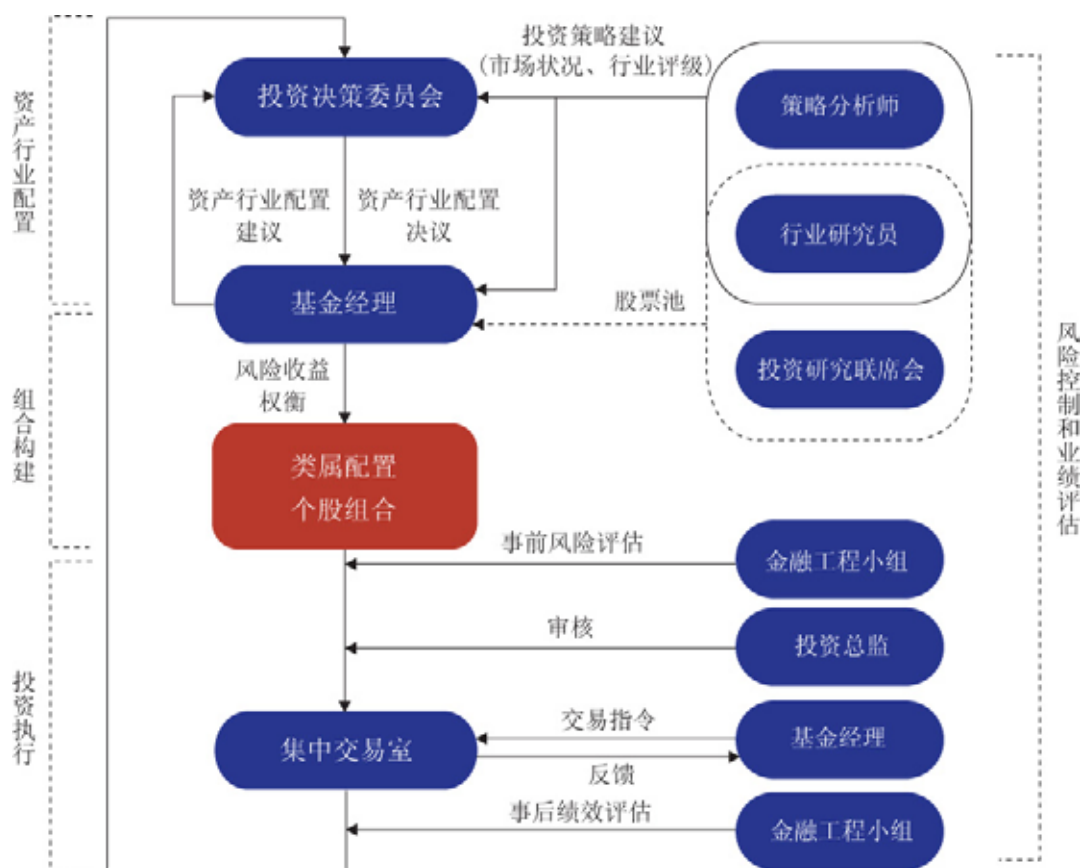 投资策略建议
(市场状况、行业评级)
投资决策委员会
策略分析师
资产行业配置
资产行业配置
建议
资产行业配置
决议
行业研究员
基金经理
股票池
投资研究联席会
风险收益
权衡
组合构建
类属配置
个股组合
风险控制和业绩评估
事前风险评估
金融工程小组
审核
投资总监
投资执行
集中交易室
交易指令
基金经理
反馈
事后绩效评估
金融工程小组